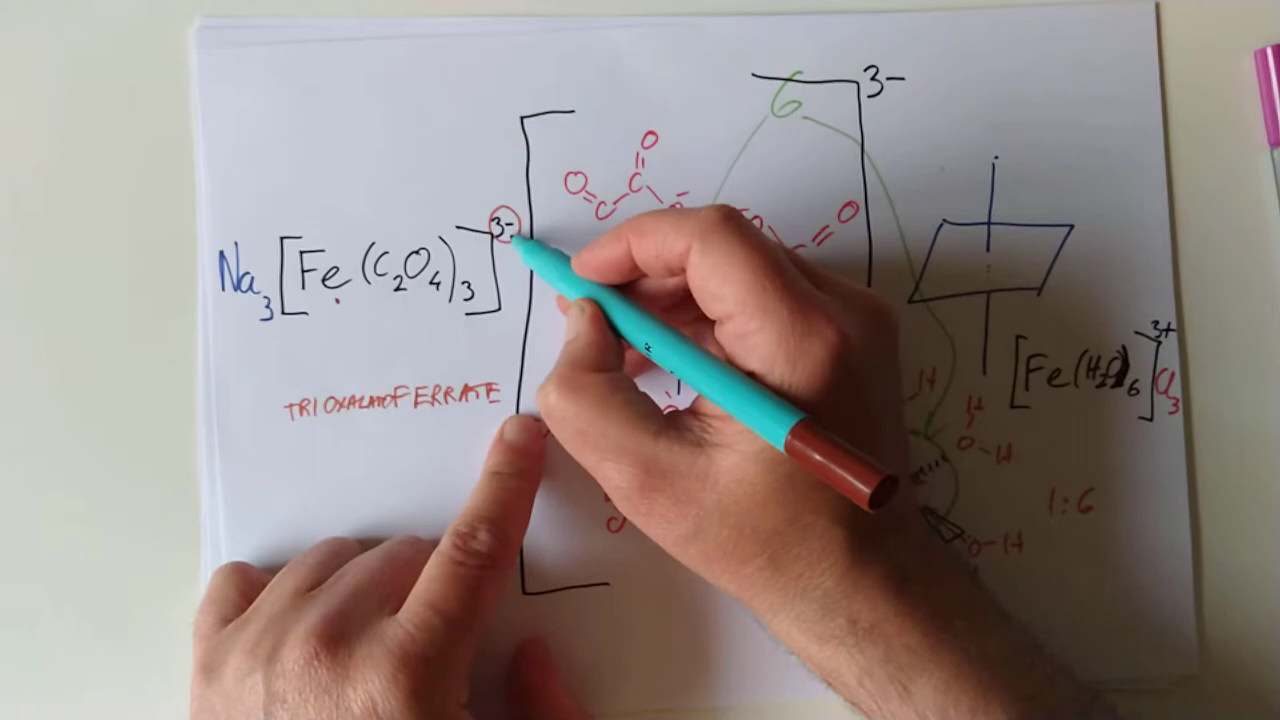 Na₃[Fe(C₂O₄)₃]³⁻
TRIOXALATOFERRATE
3-
6
O
O
C
C
O
O
H
H
O-H
O-H
[Fe(H₂O)₆]³⁺Cl₃
1:6